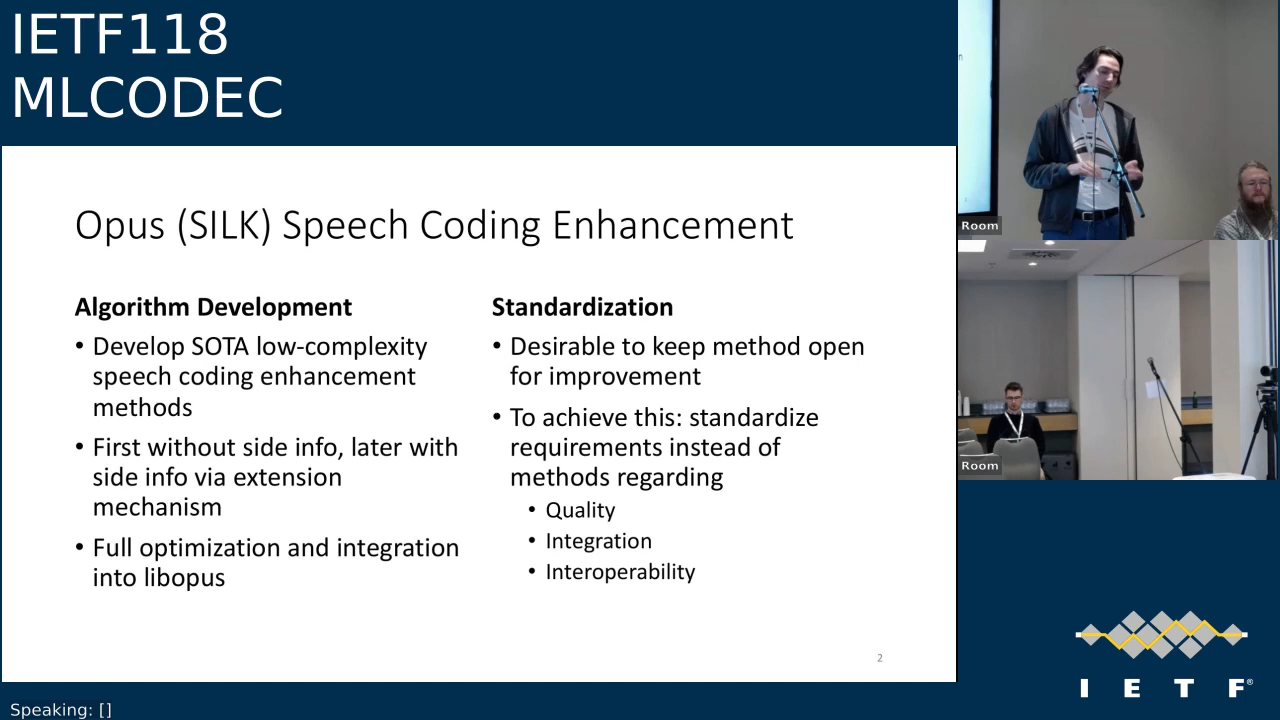 IETF118
MLCODEC
Opus (SILK) Speech Coding Enhancement
Algorithm Development
• Develop SOTA low-complexity
speech coding enhancement
methods
• First without side info, later with
side info via extension
mechanism
• Full optimization and integration
into libopus
Standardization
• Desirable to keep method open
for improvement
• To achieve this: standardize
requirements instead of
methods regarding
• Quality
• Integration
• Interoperability
2
Room
Room
I E T F®
Speaking: []